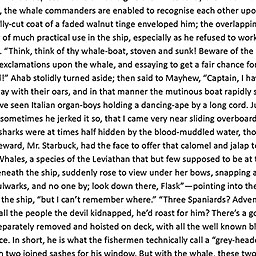 , the whale commanders are enabled to recognise each other upo
lly-cut coat of a faded walnut tinge enveloped him; the overlappin
of much practical use in the ship, especially as he refused to work
. “Think, think of thy whale-boat, stoven and sunk! Beware of the
exclamations upon the whale, and essaying to get a fair chance for
!” Ahab stolidly turned aside; then said to Mayhew, “Captain, I ha
ay with their oars, and in that manner the mutinous boat rapidly s
ve seen Italian organ-boys holding a dancing-ape by a long cord. Ju
sometimes he jerked it so, that I came very near sliding overboard
sharks were at times half hidden by the blood-muddled water, tho
eward, Mr. Starbuck, had the face to offer that calomel and jalap t
Whales, a species of the Leviathan that but few supposed to be at t
neath the ship, suddenly rose to view under her bows, snapping a
ulwarks, and no one by; look down there, Flask”—pointing into the
the ship, “but I can’t remember where.” “Three Spaniards? Adven
all the people the devil kidnapped, he’d roast for him? There’s a go
eparately removed and hoisted on deck, with all the well known bl
ce. In short, he is what the fishermen technically call a “grey-heade
n two joined sashes for his window. But with the whale, these two